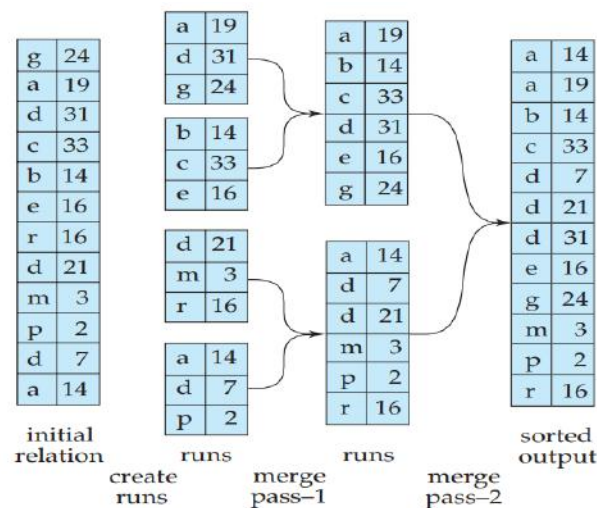 g 24
a 19
d 31
c 33
b 14
e 16
r 16
d 21
m 3
p 2
d 7
a 14
initial
relation
a 19
d 31
g 24
b 14
c 33
e 16
d 21
m 3
r 16
a 14
d 7
p 2
runs
create
runs
a 19
b 14
c 33
d 31
e 16
g 24
a 14
d 7
d 21
m 3
p 2
r 16
runs
merge
pass–1
a 14
a 19
b 14
c 33
d 7
d 21
d 31
e 16
g 24
m 3
p 2
r 16
sorted
output
merge
pass–2